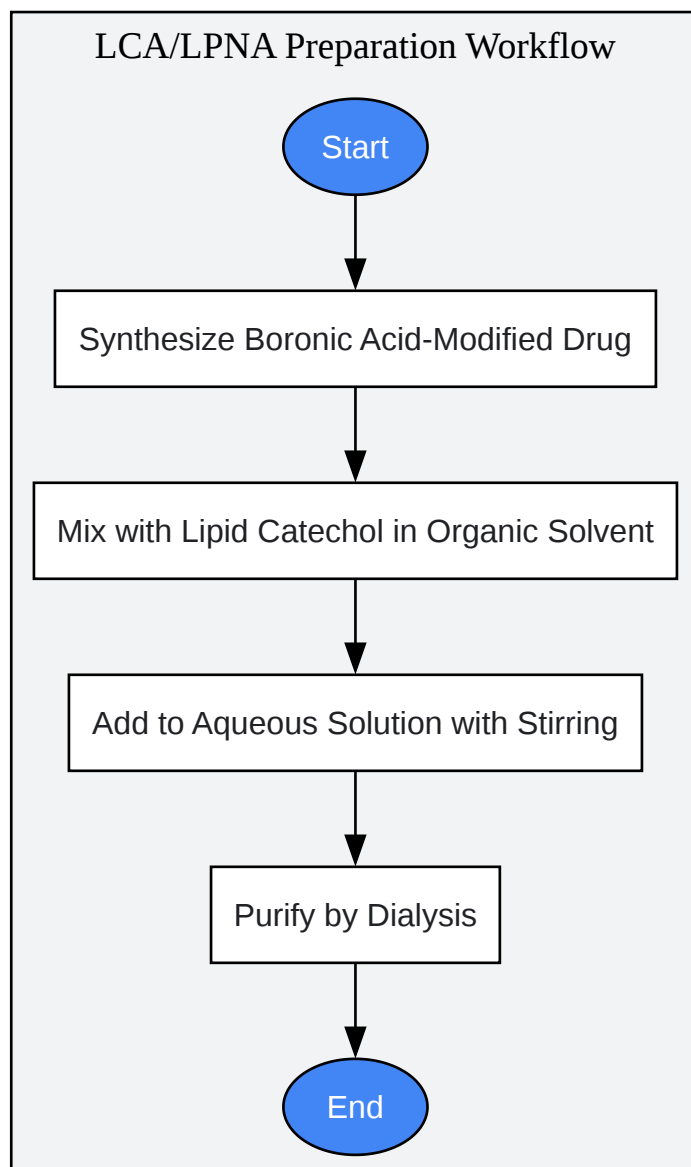 LCA/LPNA Preparation Workflow
Start
Synthesize Boronic Acid-Modified Drug
Mix with Lipid Catechol in Organic Solvent
Add to Aqueous Solution with Stirring
Purify by Dialysis
End